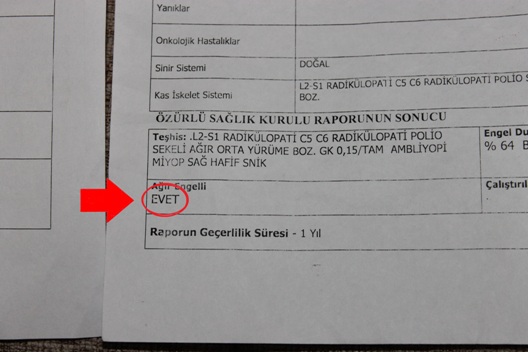 Yanıklar
Onkolojik Hastalıklar
Sinir Sistemi
DOĞAL
Kas İskelet Sistemi
L2-S1 RADİKÜLOPATİ C5 C6 RADİKÜLOPATİ POLİO
BOZ.
ÖZÜRLÜ SAĞLIK KURULU RAPORUNUN SONUCU
Teşhis: .L2-S1 RADİKÜLOPATİ C5 C6 RADİKÜLOPATİ POLİO
SEKELİ AĞIR ORTA YÜRÜME BOZ. GK 0,15/TAM AMBLİYOPİ
MİYOP SAĞ HAFİF SNİK
Engel Du
% 64 B
Ağır Engelli
EVET
Çalıştırıl
Raporun Geçerlilik Süresi - 1 Yıl